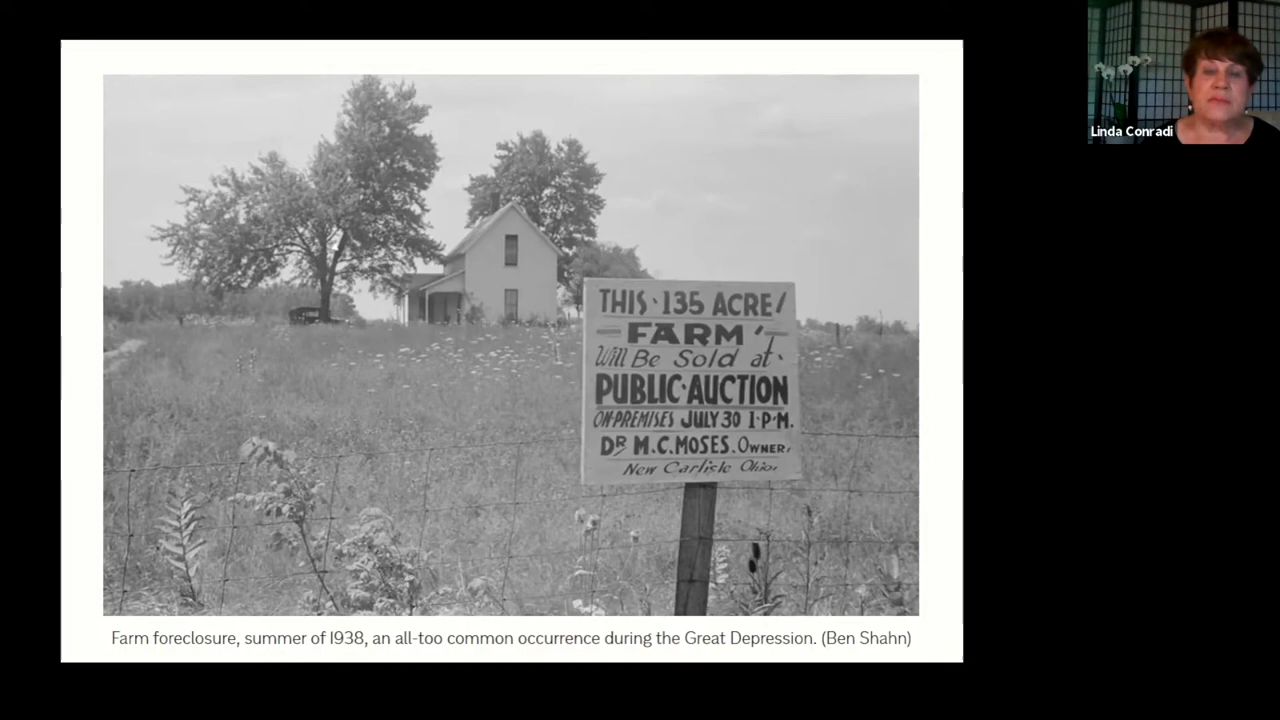 THIS · 135 ACRE
FARM
Will Be Sold at
PUBLIC · AUCTION
ON · PREMISES JULY 30 1 · P · M.
DR M.C. MOSES. OWNER,
New Carlisle Ohio.
Farm foreclosure, summer of 1938, an all-too common occurrence during the Great Depression. (Ben Shahn)
Linda Conradi